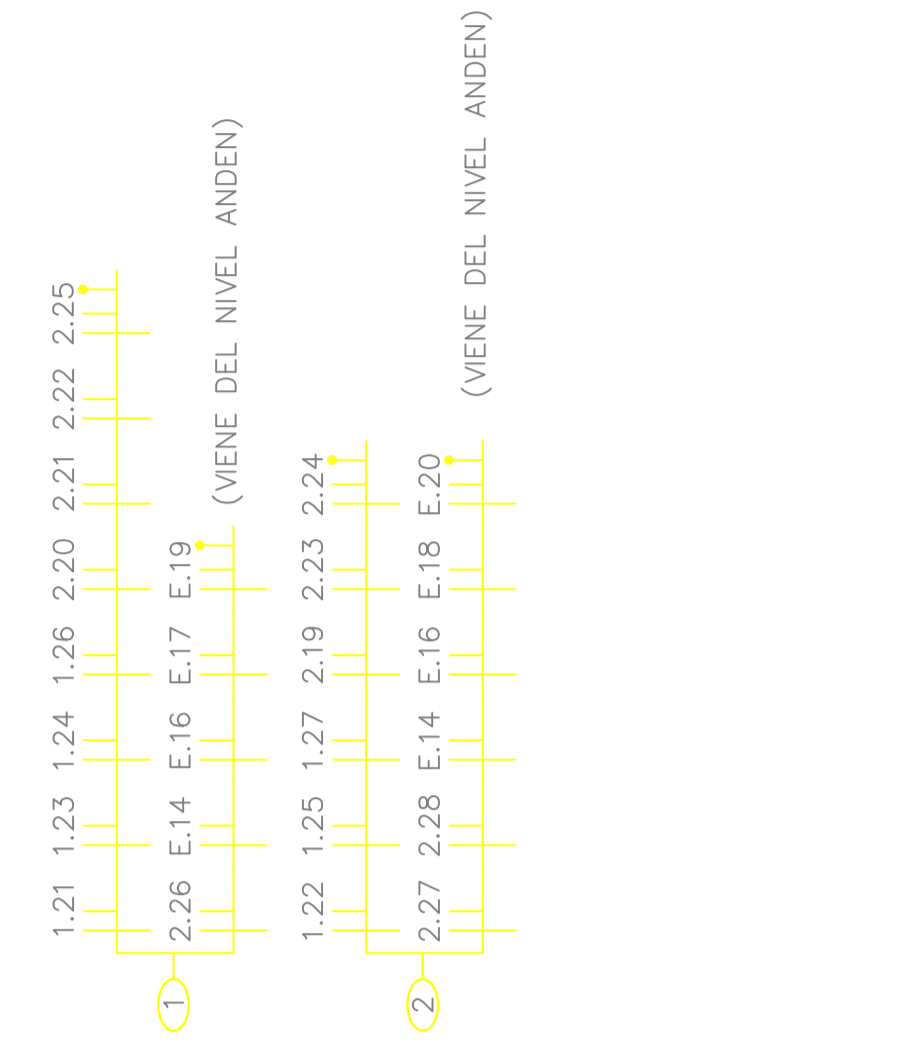 1.21 1.23 1.24 1.26 2.20 2.21 2.22 2.25
1
2.26 E.14 E.16 E.17 E.19
(VIENE DEL NIVEL ANDEN)
1.22 1.25 1.27 2.19 2.23 2.24
2
2.27 2.28 E.14 E.16 E.18 E.20
(VIENE DEL NIVEL ANDEN)